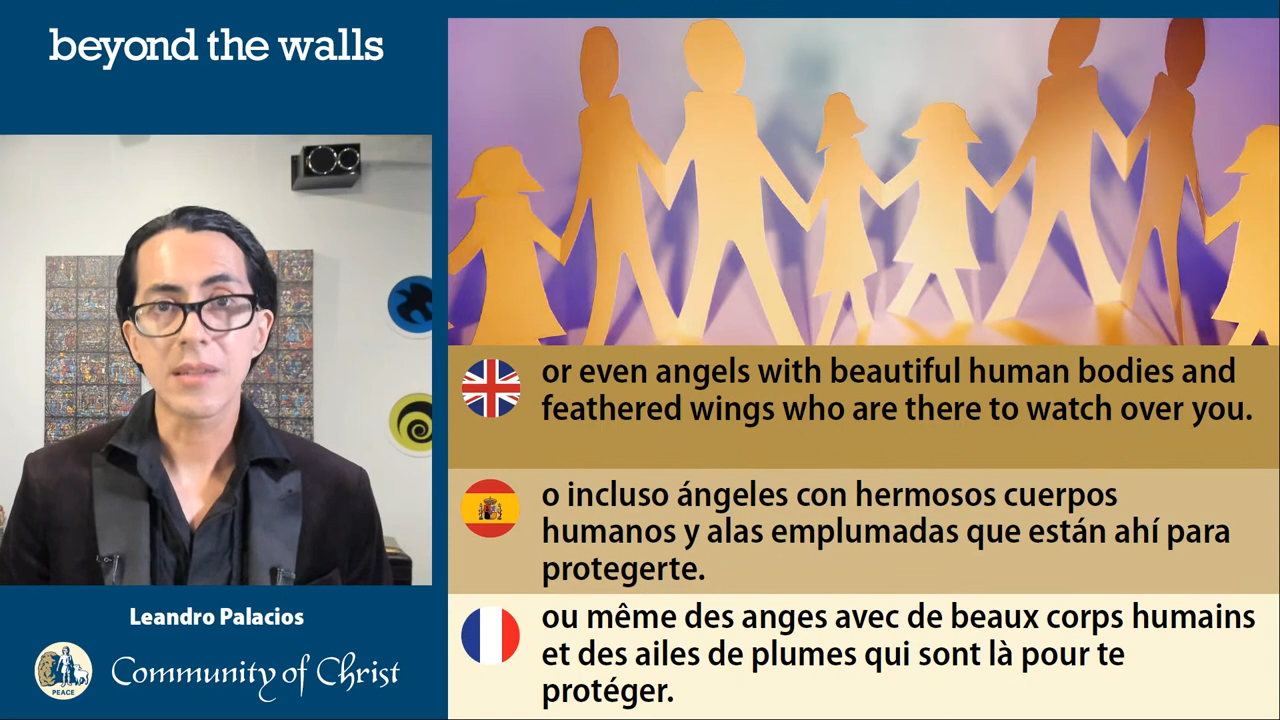 beyond the walls
or even angels with beautiful human bodies and
feathered wings who are there to watch over you.
o incluso ángeles con hermosos cuerpos
humanos y alas emplumadas que están ahí para
protegerte.
ou même des anges avec de beaux corps humains
et des ailes de plumes qui sont là pour te
protéger.
Leandro Palacios
PEACE
Community of Christ